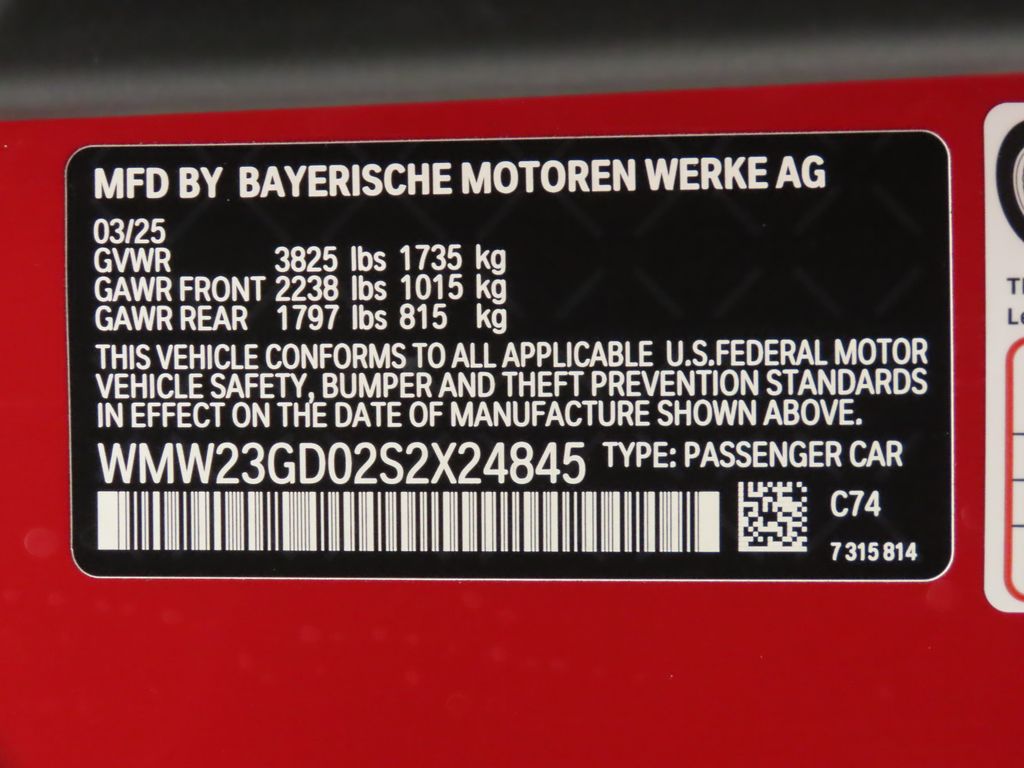 MFD BY BAYERISCHE MOTOREN WERKE AG
03/25
GVWR 3825 lbs 1735 kg
GAWR FRONT 2238 lbs 1015 kg
GAWR REAR 1797 lbs 815 kg
THIS VEHICLE CONFORMS TO ALL APPLICABLE U.S.FEDERAL MOTOR
VEHICLE SAFETY, BUMPER AND THEFT PREVENTION STANDARDS
IN EFFECT ON THE DATE OF MANUFACTURE SHOWN ABOVE.
WMW23GD02S2X24845 TYPE: PASSENGER CAR
C74
7 315 814